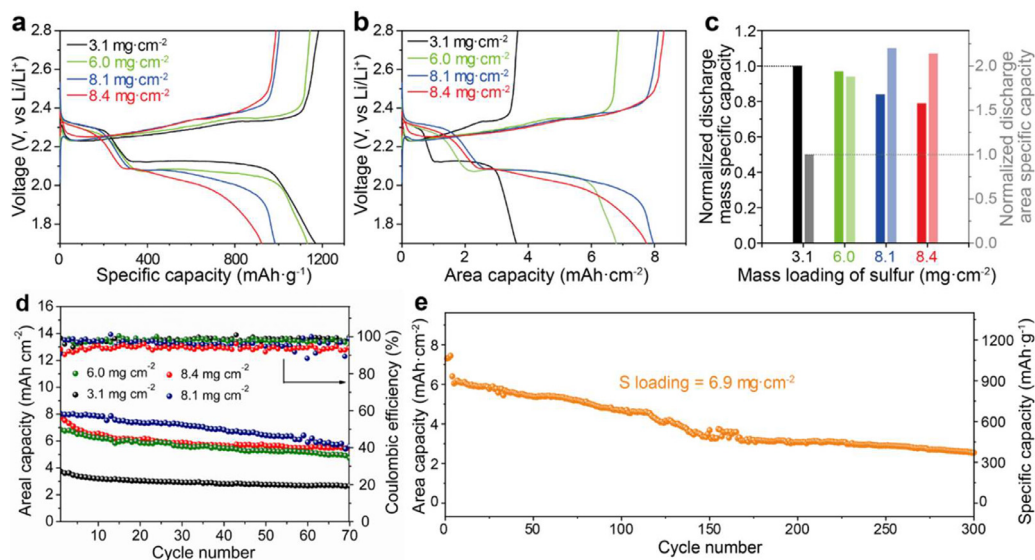 a
2.8
2.4
2.0
1.8
Voltage (V, vs Li/Li⁺)
3.1 mg·cm⁻²
6.0 mg·cm⁻²
8.1 mg·cm⁻²
8.4 mg·cm⁻²
0 400 800 1200
Specific capacity (mAh·g⁻¹)
b
2.8
2.4
2.0
1.8
Voltage (V, vs Li/Li⁺)
3.1 mg·cm⁻²
6.0 mg·cm⁻²
8.1 mg·cm⁻²
8.4 mg·cm⁻²
0 2 4 6 8
Area capacity (mAh·cm⁻²)
c
Normalized discharge
mass specific capacity
1.2
1.0
0.8
0.6
0.4
0.2
0.0
2.0
1.5
1.0
0.5
0.0
Normalized discharge
area specific capacity
3.1 6.0 8.1 8.4
Mass loading of sulfur (mg·cm⁻²)
d
Areal capacity (mAh cm⁻²)
16
14
12
10
8
6
4
2
0
6.0 mg cm⁻² 8.4 mg cm⁻²
3.1 mg cm⁻² 8.1 mg cm⁻²
100
80
60
40
20
0
Coulombic efficiency (%)
0 10 20 30 40 50 60 70
Cycle number
e
Area capacity (mAh·cm⁻²)
8
6
4
2
0
S loading = 6.9 mg·cm⁻²
1200
900
600
300
0
Specific capacity (mAh·g⁻¹)
0 50 100 125 150 200 225 250 300
Cycle number